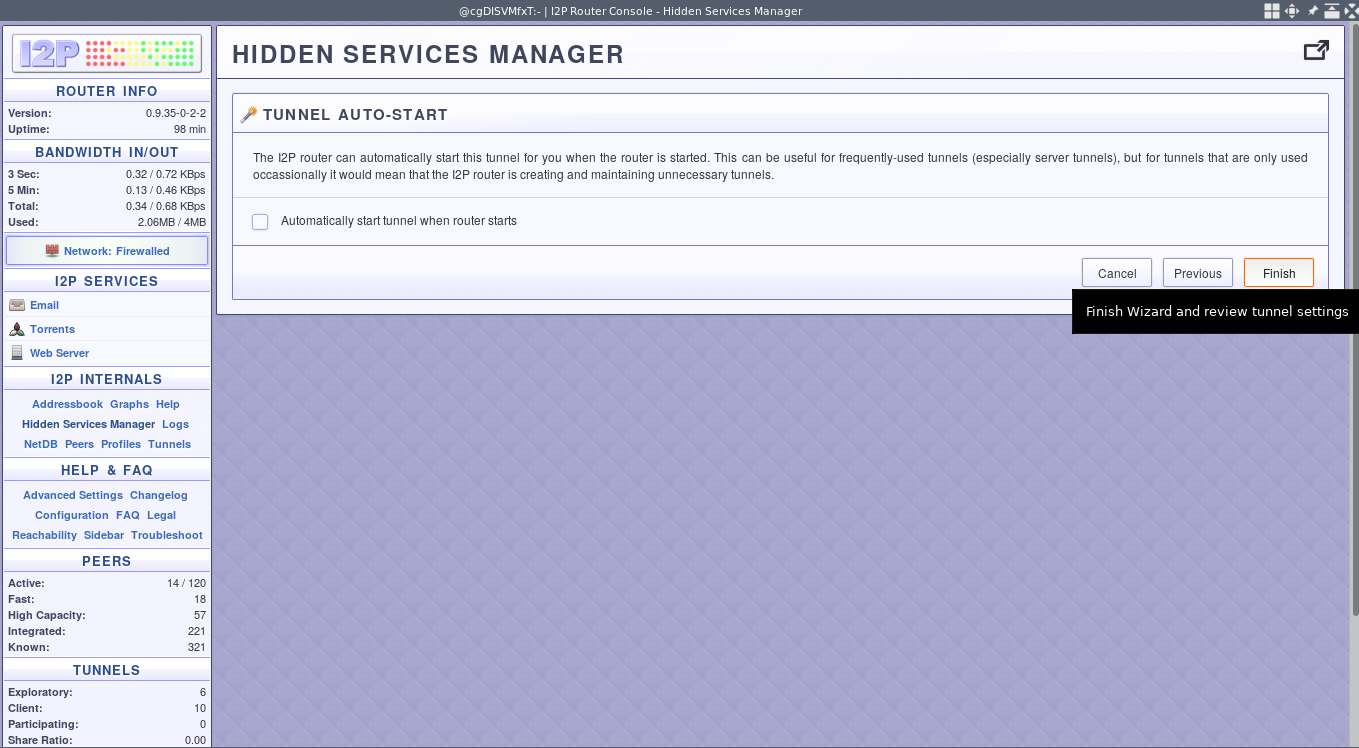 @cgDISVMfxT:- | I2P Router Console - Hidden Services Manager
I2P
ROUTER INFO
Version: 0.9.35-0-2-2
Uptime: 98 min
BANDWIDTH IN/OUT
3 Sec: 0.32 / 0.72 KBps
5 Min: 0.13 / 0.46 KBps
Total: 0.34 / 0.68 KBps
Used: 2.06MB / 4MB
Network: Firewalled
I2P SERVICES
Email
Torrents
Web Server
I2P INTERNALS
Addressbook Graphs Help
Hidden Services Manager Logs
NetDB Peers Profiles Tunnels
HELP & FAQ
Advanced Settings Changelog
Configuration FAQ Legal
Reachability Sidebar Troubleshoot
PEERS
Active: 14 / 120
Fast: 18
High Capacity: 57
Integrated: 221
Known: 321
TUNNELS
Exploratory: 6
Client: 10
Participating: 0
Share Ratio: 0.00
HIDDEN SERVICES MANAGER
TUNNEL AUTO-START
The I2P router can automatically start this tunnel for you when the router is started. This can be useful for frequently-used tunnels (especially server tunnels), but for tunnels that are only used
occassionally it would mean that the I2P router is creating and maintaining unnecessary tunnels.
Automatically start tunnel when router starts
Cancel Previous Finish
Finish Wizard and review tunnel settings